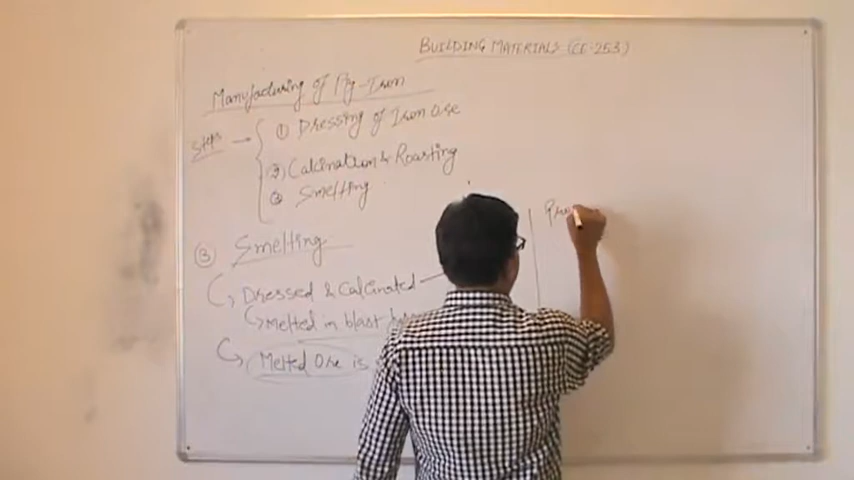 BUILDING MATERIALS (CE-253)
Manufacturing of Pig-Iron
Steps
① Dressing of Iron Ore
② Calcination & Roasting
③ Smelting
③ Smelting
Dressed & Calcinated
Melted in blast
Melted Ore is